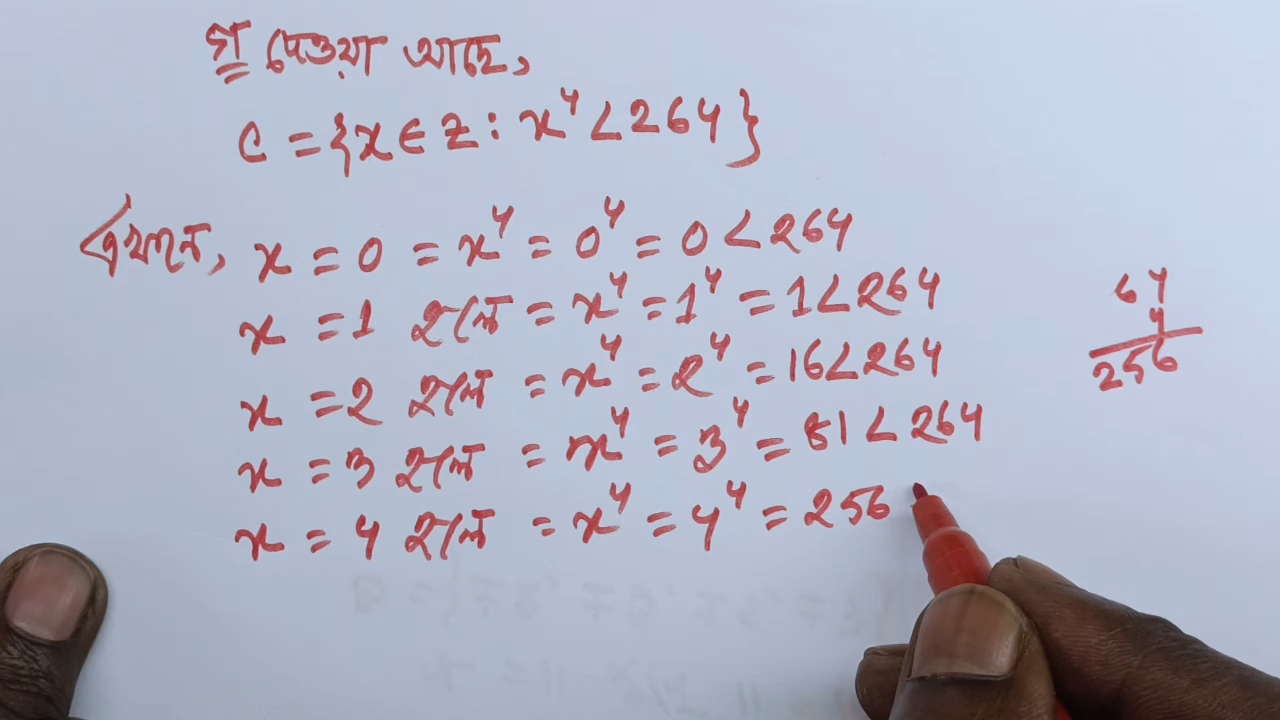 গ দেওয়া আছে,
C = {x ∈ Z : x⁴ < 264}
এখানে, x = 0 = x⁴ = 0⁴ = 0 < 264
x = 1 হলে = x⁴ = 1⁴ = 1 < 264
x = 2 হলে = x⁴ = 2⁴ = 16 < 264
x = 3 হলে = x⁴ = 3⁴ = 81 < 264
x = 4 হলে = x⁴ = 4⁴ = 256
64
4
256